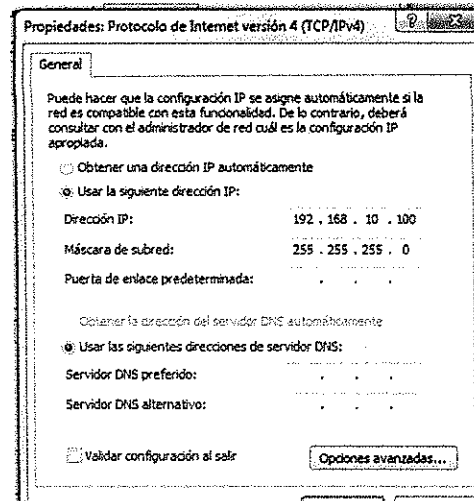 Propiedades: Protocolo de Internet versión 4 (TCP/IPv4)
General
Puede hacer que la configuración IP se asigne automáticamente si la
red es compatible con esta funcionalidad. De lo contrario, deberá
consultar con el administrador de red cuál es la configuración IP
apropiada.
Obtener una dirección IP automáticamente
Usar la siguiente dirección IP:
Dirección IP: 192 . 168 . 10 . 100
Máscara de subred: 255 . 255 . 255 . 0
Puerta de enlace predeterminada: . . .
Obtener la dirección del servidor DNS automáticamente
Usar las siguientes direcciones de servidor DNS:
Servidor DNS preferido: . . .
Servidor DNS alternativo: . . .
Validar configuración al salir
Opciones avanzadas...